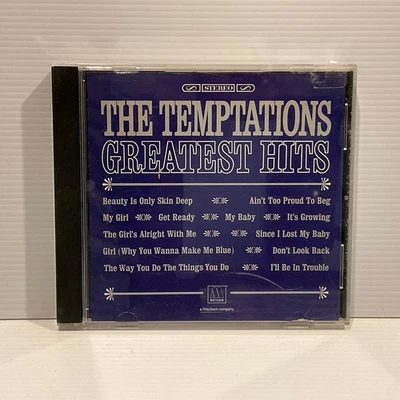 STEREO
THE TEMPTATIONS
GREATEST HITS
Beauty Is Only Skin Deep Ain't Too Proud To Beg
My Girl Get Ready My Baby It's Growing
The Girl's Alright With Me Since I Lost My Baby
Girl (Why You Wanna Make Me Blue) Don't Look Back
The Way You Do The Things You Do I'll Be In Trouble
MOTOWN
a PolyGram company